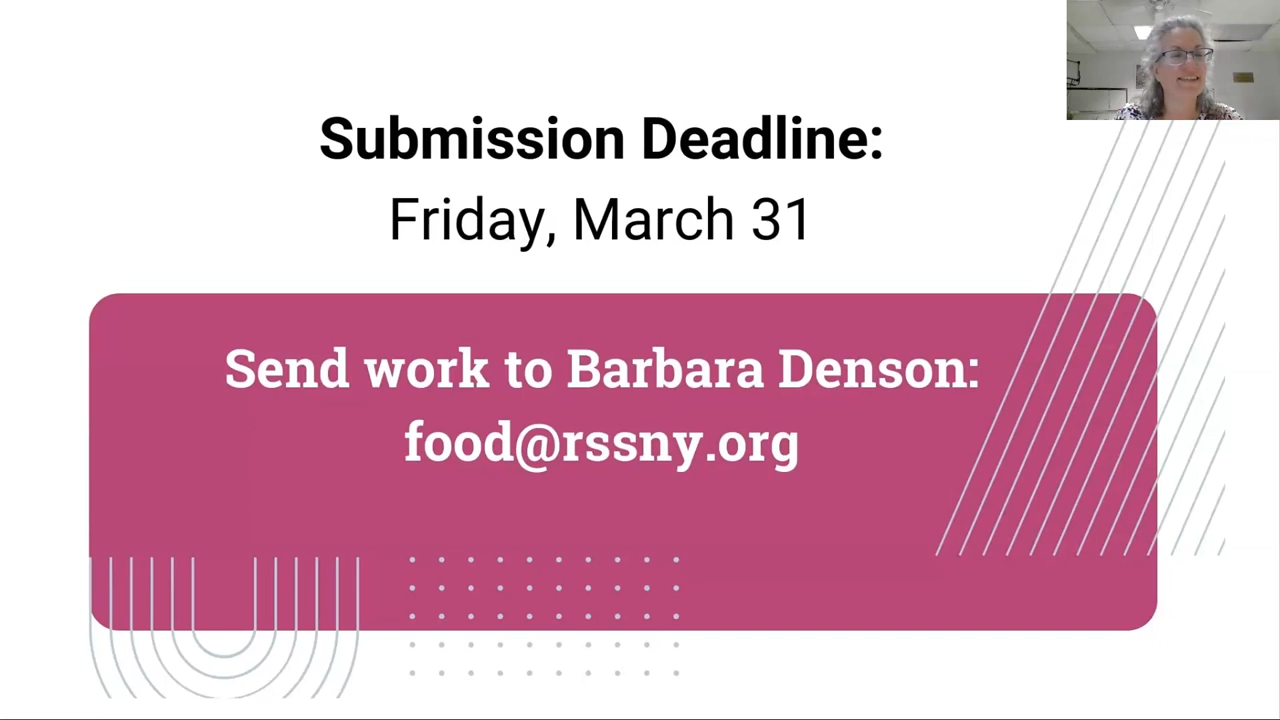 Submission Deadline:
Friday, March 31
Send work to Barbara Denson:
food@rssny.org